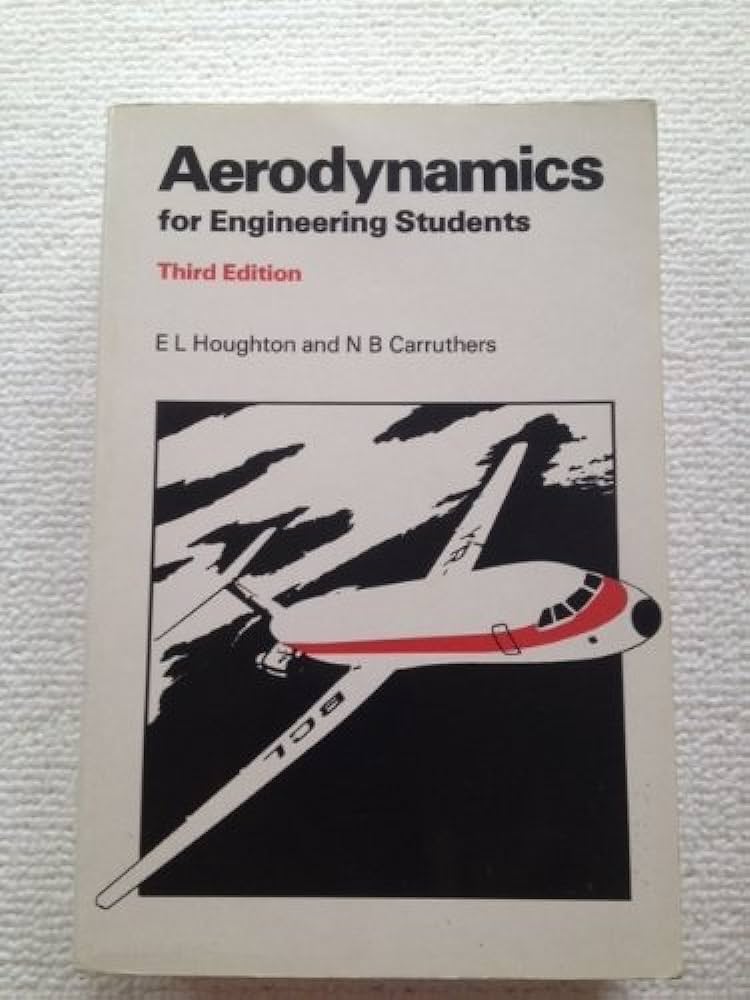 Aerodynamics
for Engineering Students
Third Edition
E L Houghton and N B Carruthers
BCL